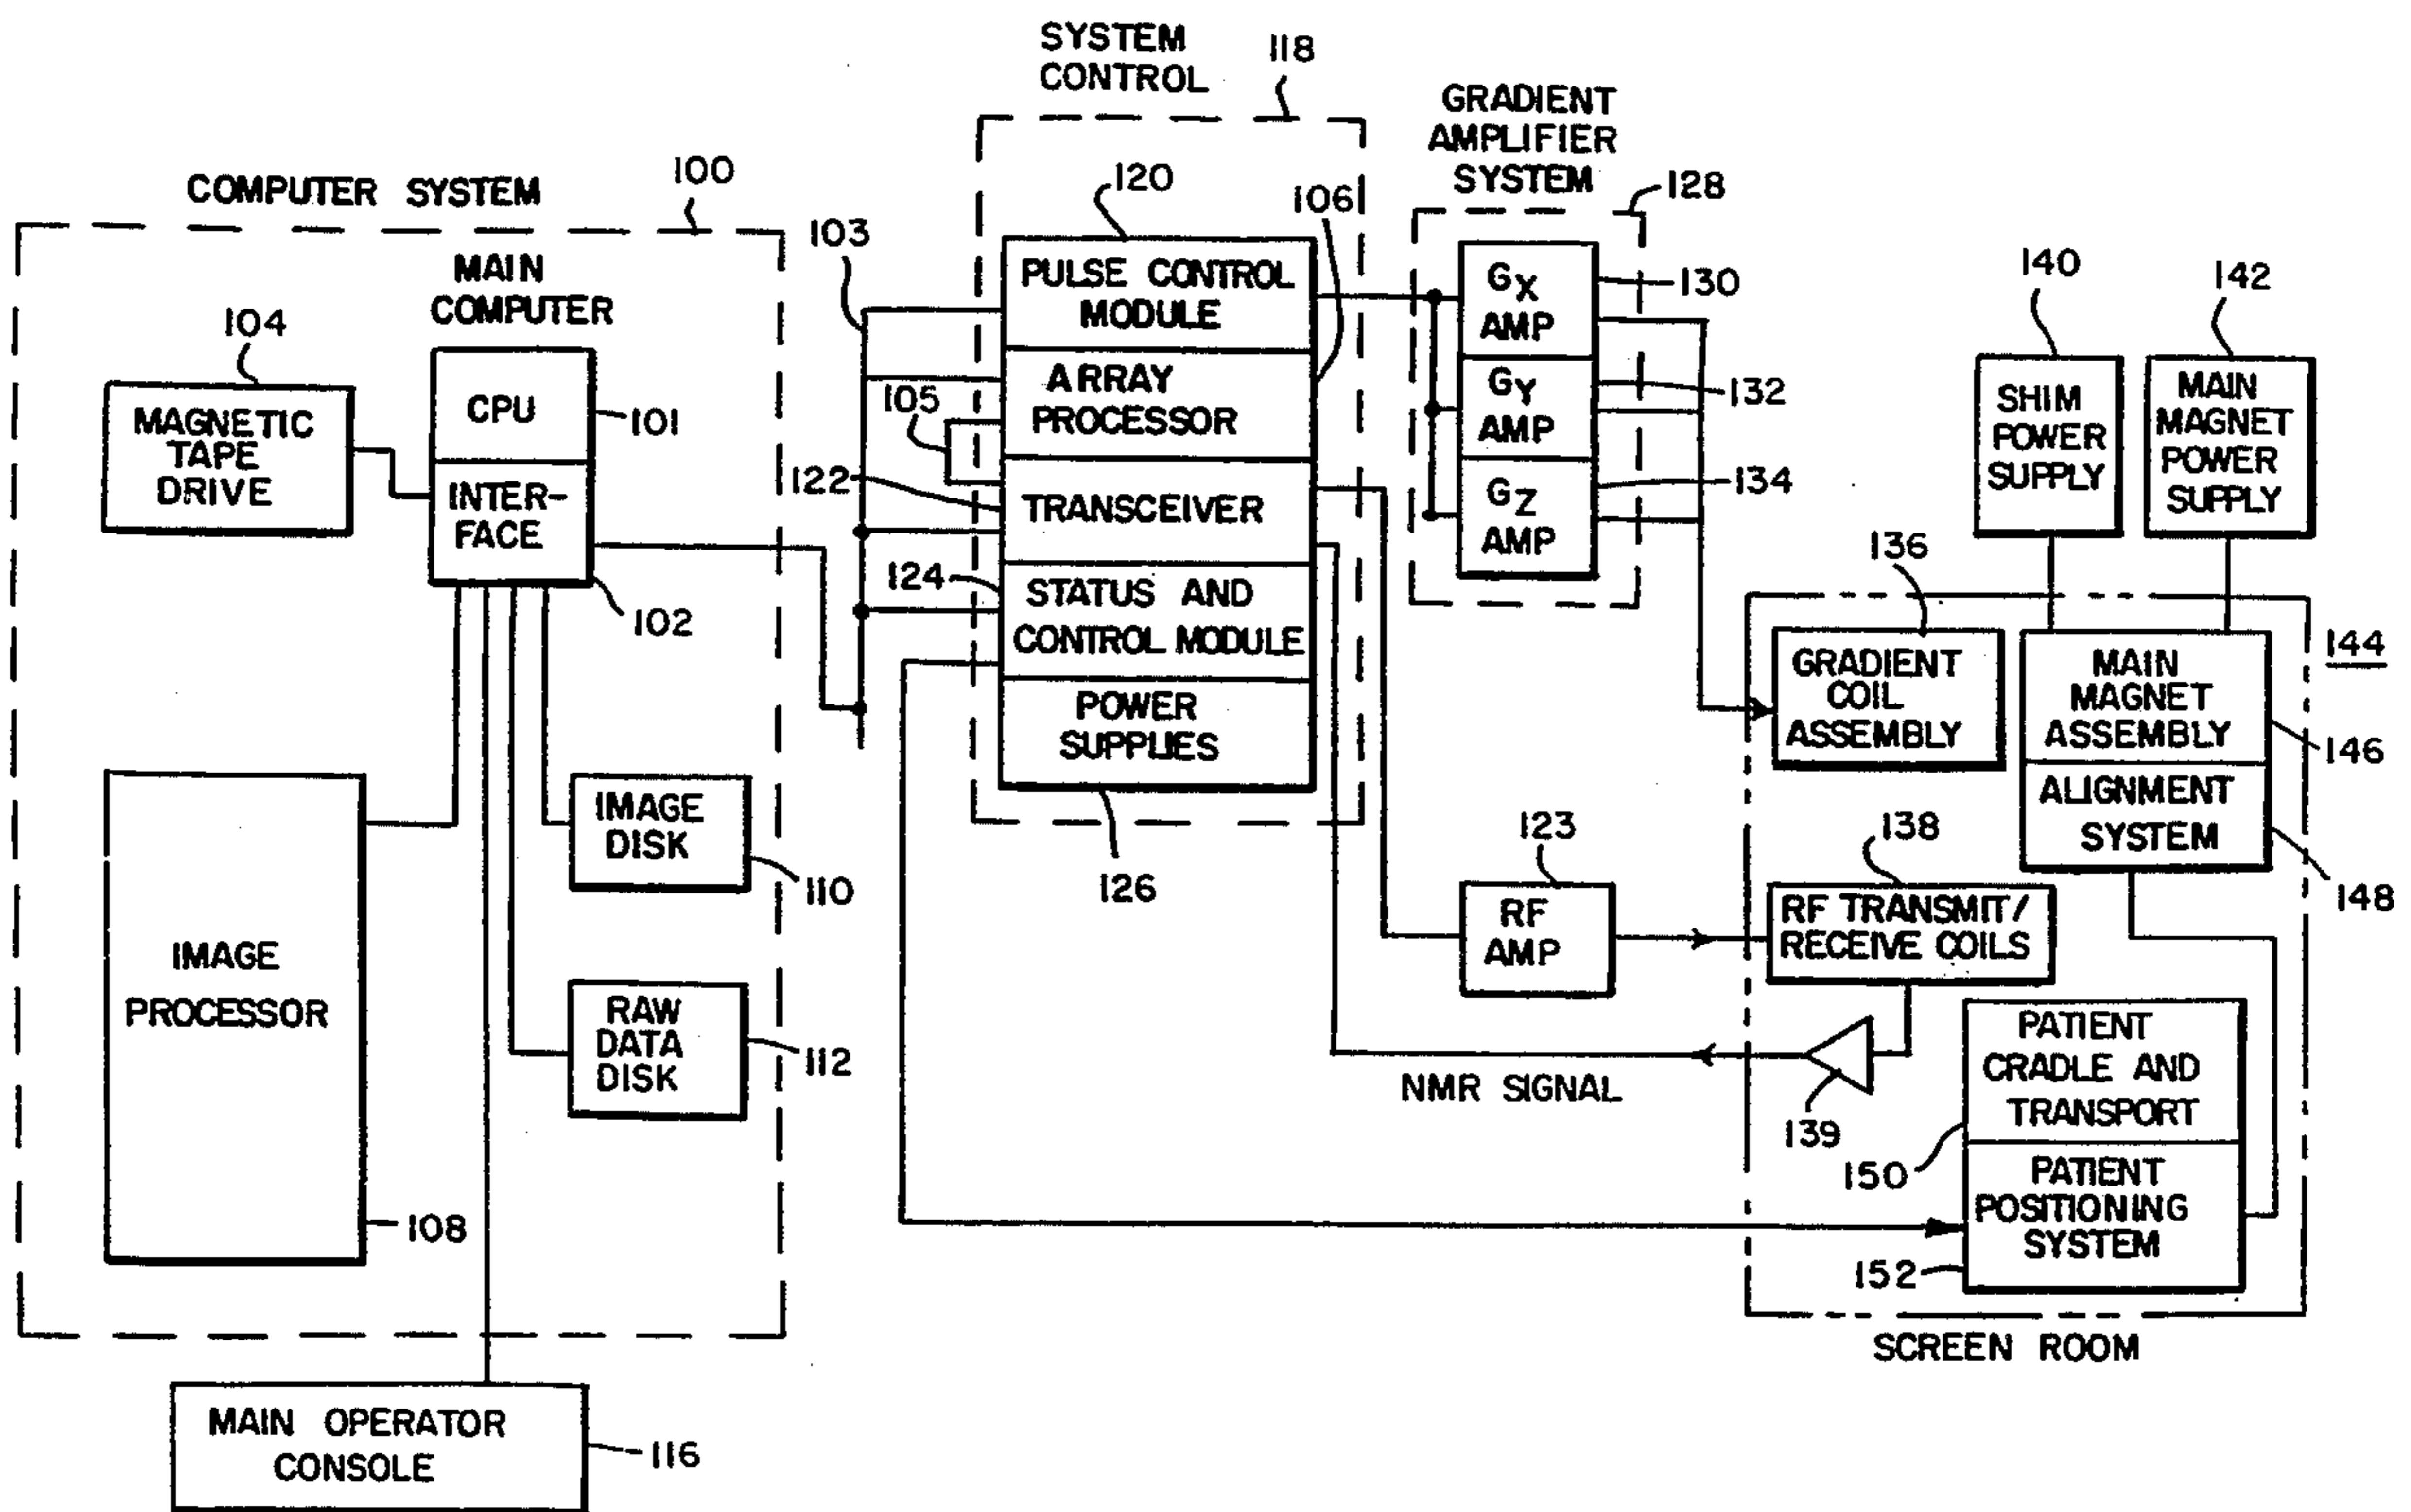 SYSTEM
CONTROL
118
GRADIENT
AMPLIFIER
SYSTEM
128
COMPUTER SYSTEM
100
MAIN
COMPUTER
104
MAGNETIC
TAPE
DRIVE
CPU
101
INTER-
FACE
102
IMAGE
PROCESSOR
108
IMAGE
DISK
110
RAW
DATA
DISK
112
MAIN OPERATOR
CONSOLE
116
103
120
106
PULSE CONTROL
MODULE
ARRAY
PROCESSOR
105
122
TRANSCEIVER
124
STATUS AND
CONTROL MODULE
POWER
SUPPLIES
126
GX
AMP
130
GY
AMP
132
GZ
AMP
134
140
SHIM
POWER
SUPPLY
142
MAIN
MAGNET
POWER
SUPPLY
136
GRADIENT
COIL
ASSEMBLY
144
MAIN
MAGNET
ASSEMBLY
146
ALIGNMENT
SYSTEM
148
123
RF
AMP
138
RF TRANSMIT/
RECEIVE COILS
NMR SIGNAL
139
PATIENT
CRADLE AND
TRANSPORT
150
PATIENT
POSITIONING
SYSTEM
152
SCREEN ROOM